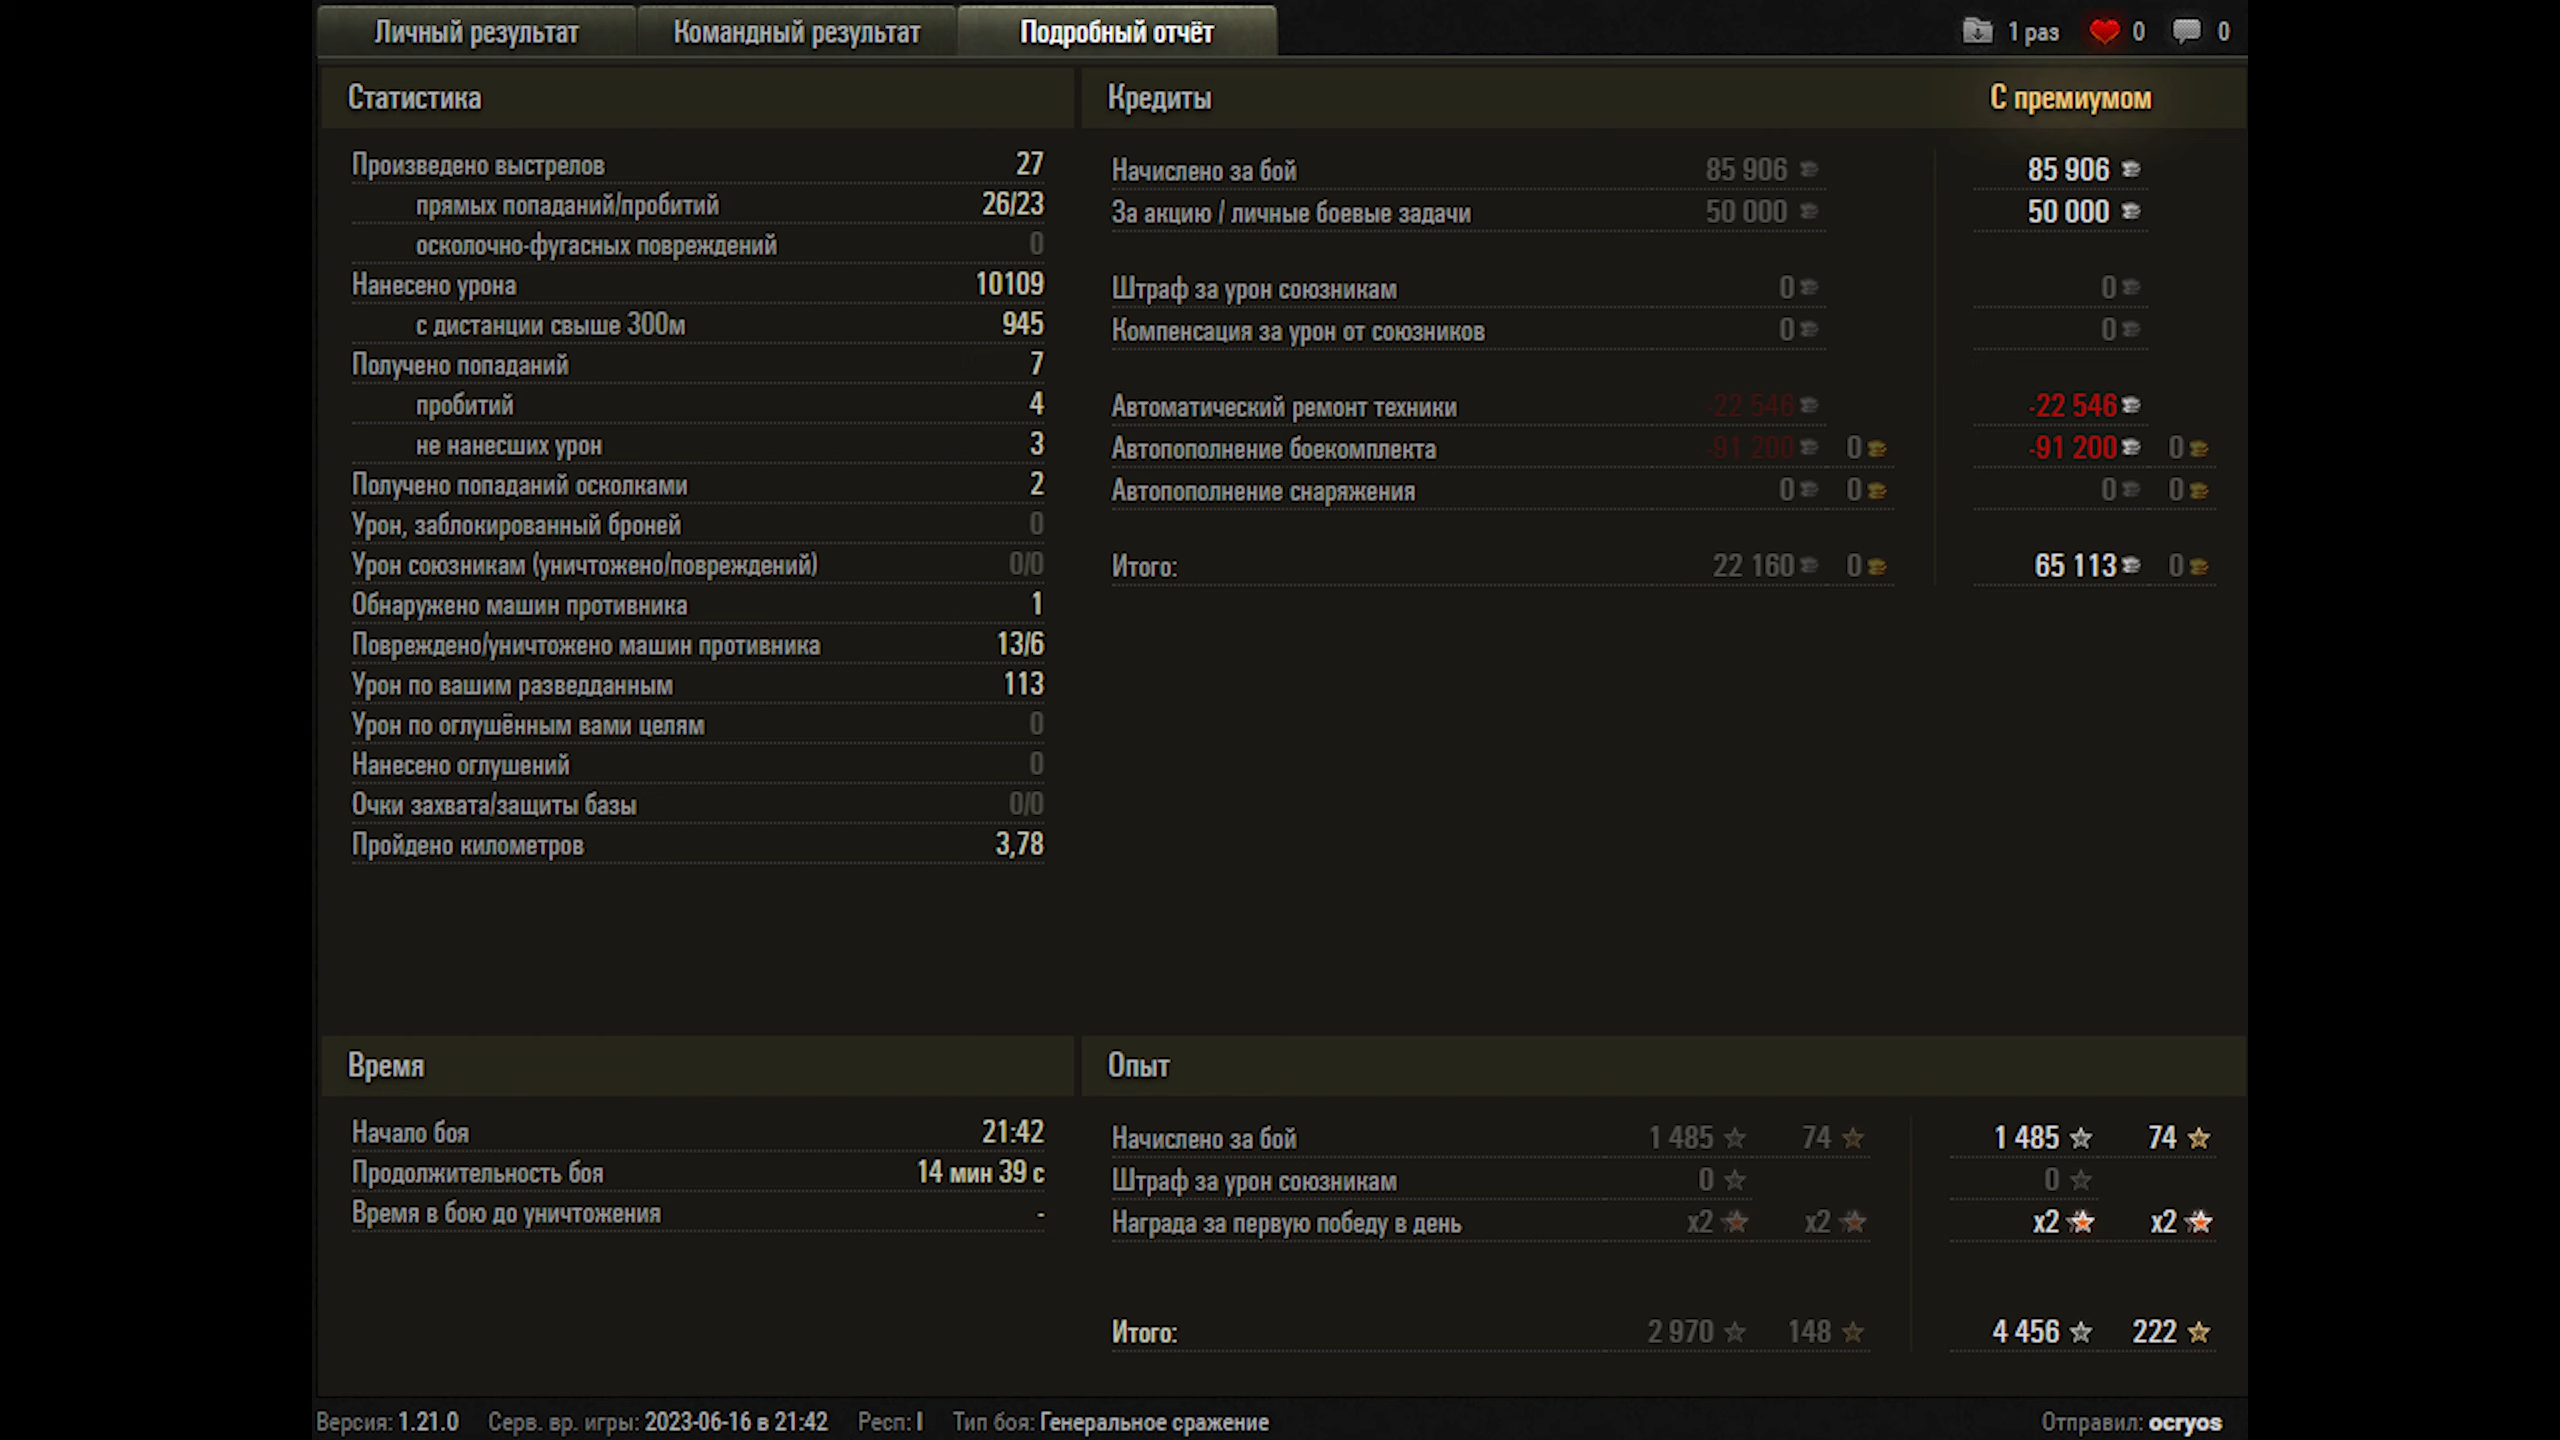 Личный результат Командный результат Подробный отчёт 1 раз 0 0
Статистика
Произведено выстрелов 27
прямых попаданий/пробитий 26/23
осколочно-фугасных повреждений 0
Нанесено урона 10109
с дистанции свыше 300м 945
Получено попаданий 7
пробитий 4
не нанесших урон 3
Получено попаданий осколками 2
Урон, заблокированный броней 0
Урон союзникам (уничтожено/повреждений) 0/0
Обнаружено машин противника 1
Повреждено/уничтожено машин противника 13/6
Урон по вашим разведданным 113
Урон по оглушённым вами целям 0
Нанесено оглушений 0
Очки захвата/защиты базы 0/0
Пройдено километров 3,78
Кредиты С премиумом
Начислено за бой 85 906 85 906
За акцию / личные боевые задачи 50 000 50 000
Штраф за урон союзникам 0 0
Компенсация за урон от союзников 0 0
Автоматический ремонт техники -22 546 -22 546
Автопополнение боекомплекта -91 200 0 -91 200 0
Автопополнение снаряжения 0 0 0 0
Итого: 22 160 0 65 113 0
Время
Начало боя 21:42
Продолжительность боя 14 мин 39 с
Время в бою до уничтожения -
Опыт
Начислено за бой 1 485 74 1 485 74
Штраф за урон союзникам 0 0
Награда за первую победу в день x2 x2 x2 x2
Итого: 2 970 148 4 456 222
Версия: 1.21.0 Серв. вр. игры: 2023-06-16 в 21:42 Респ: I Тип боя: Генеральное сражение Отправил: ocryos